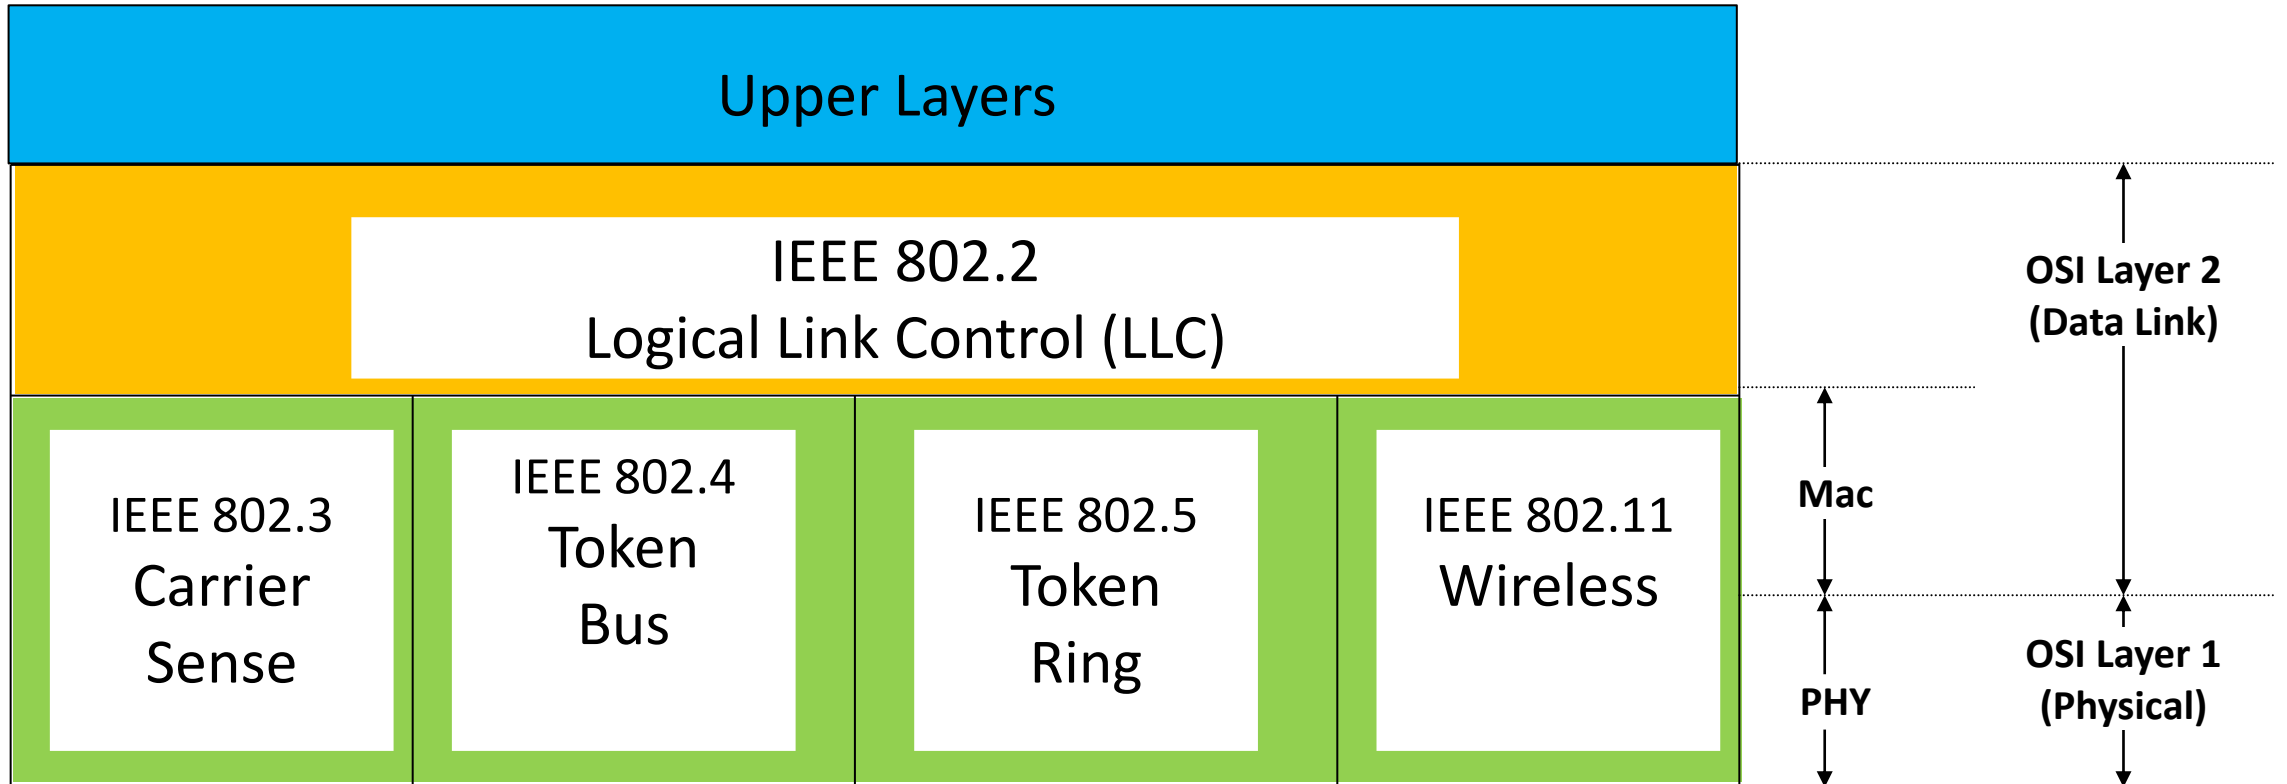 Upper Layers
IEEE 802.2
Logical Link Control (LLC)
OSI Layer 2
(Data Link)
IEEE 802.3
Carrier
Sense
IEEE 802.4
Token
Bus
IEEE 802.5
Token
Ring
IEEE 802.11
Wireless
Mac
PHY
OSI Layer 1
(Physical)